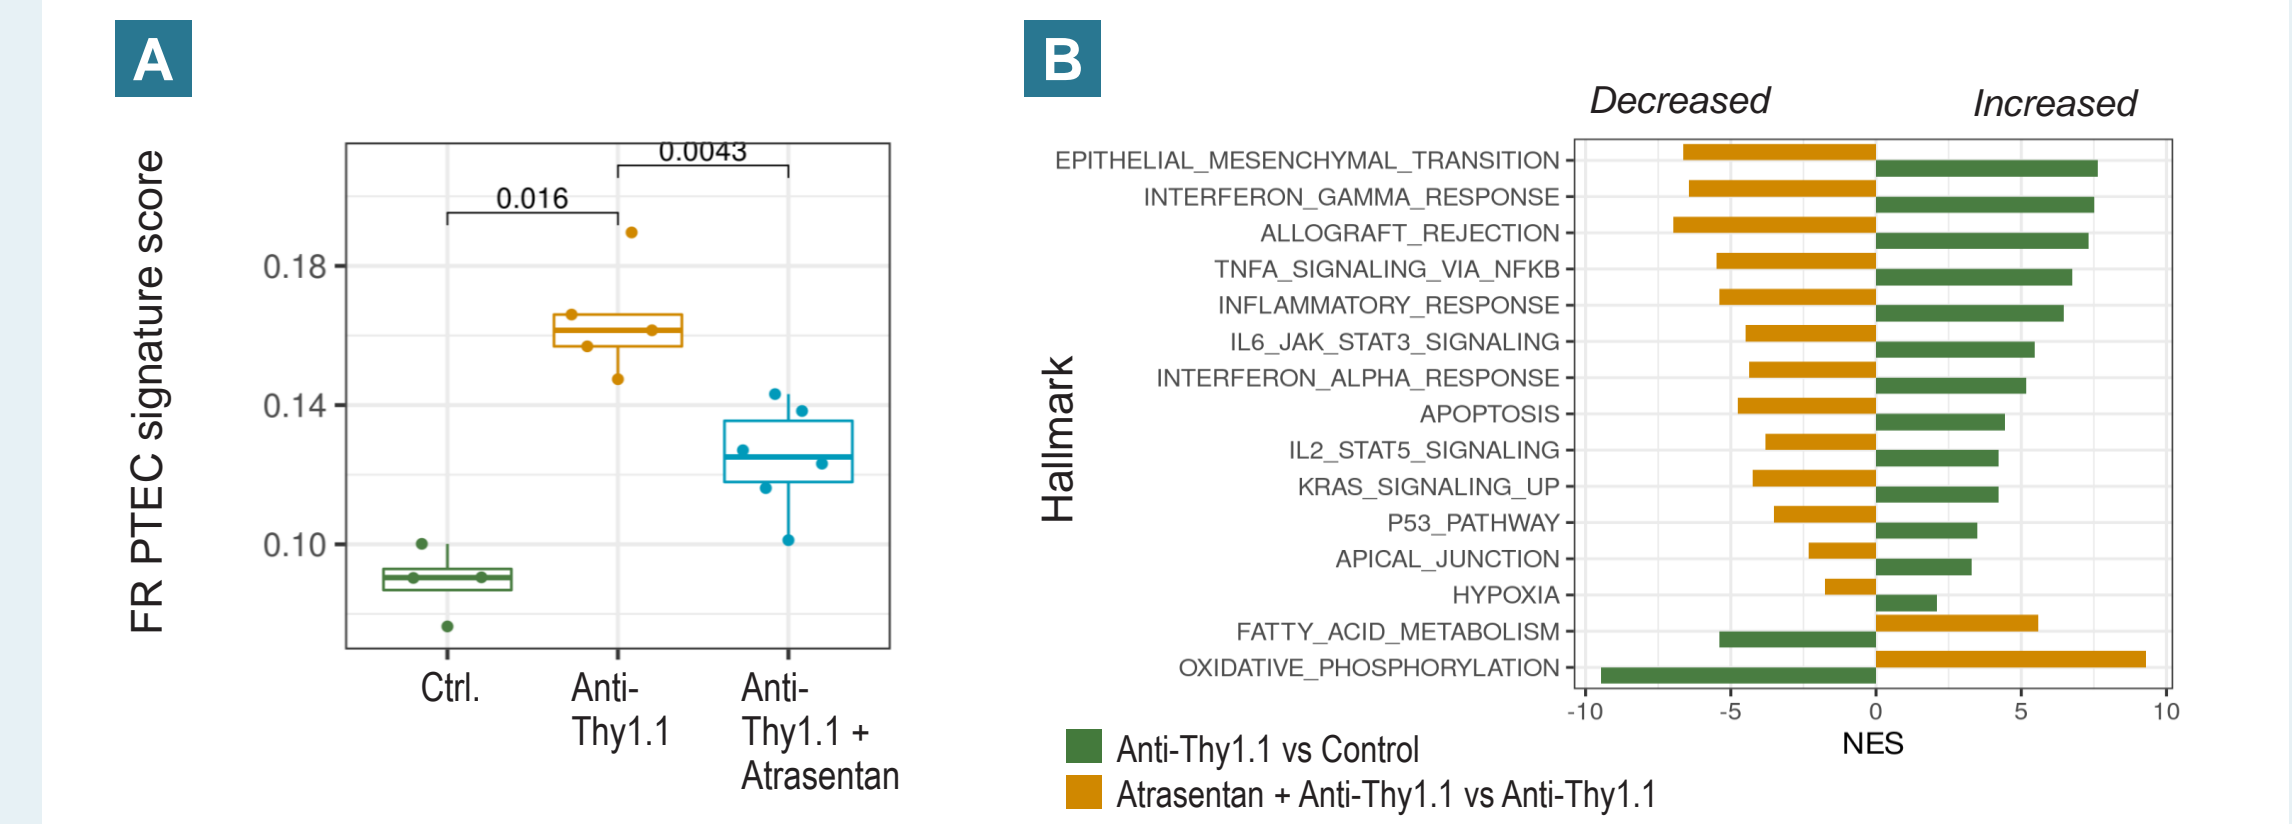 A
FR PTEC signature score
0.0043
0.016
0.18
0.14
0.10
Ctrl.
Anti-
Thy1.1
Anti-
Thy1.1 +
Atrasentan
B
Decreased
Increased
Hallmark
EPITHELIAL_MESENCHYMAL_TRANSITION
INTERFERON_GAMMA_RESPONSE
ALLOGRAFT_REJECTION
TNFA_SIGNALING_VIA_NFKB
INFLAMMATORY_RESPONSE
IL6_JAK_STAT3_SIGNALING
INTERFERON_ALPHA_RESPONSE
APOPTOSIS
IL2_STAT5_SIGNALING
KRAS_SIGNALING_UP
P53_PATHWAY
APICAL_JUNCTION
HYPOXIA
FATTY_ACID_METABOLISM
OXIDATIVE_PHOSPHORYLATION
-10 -5 0 5 10
NES
Anti-Thy1.1 vs Control
Atrasentan + Anti-Thy1.1 vs Anti-Thy1.1